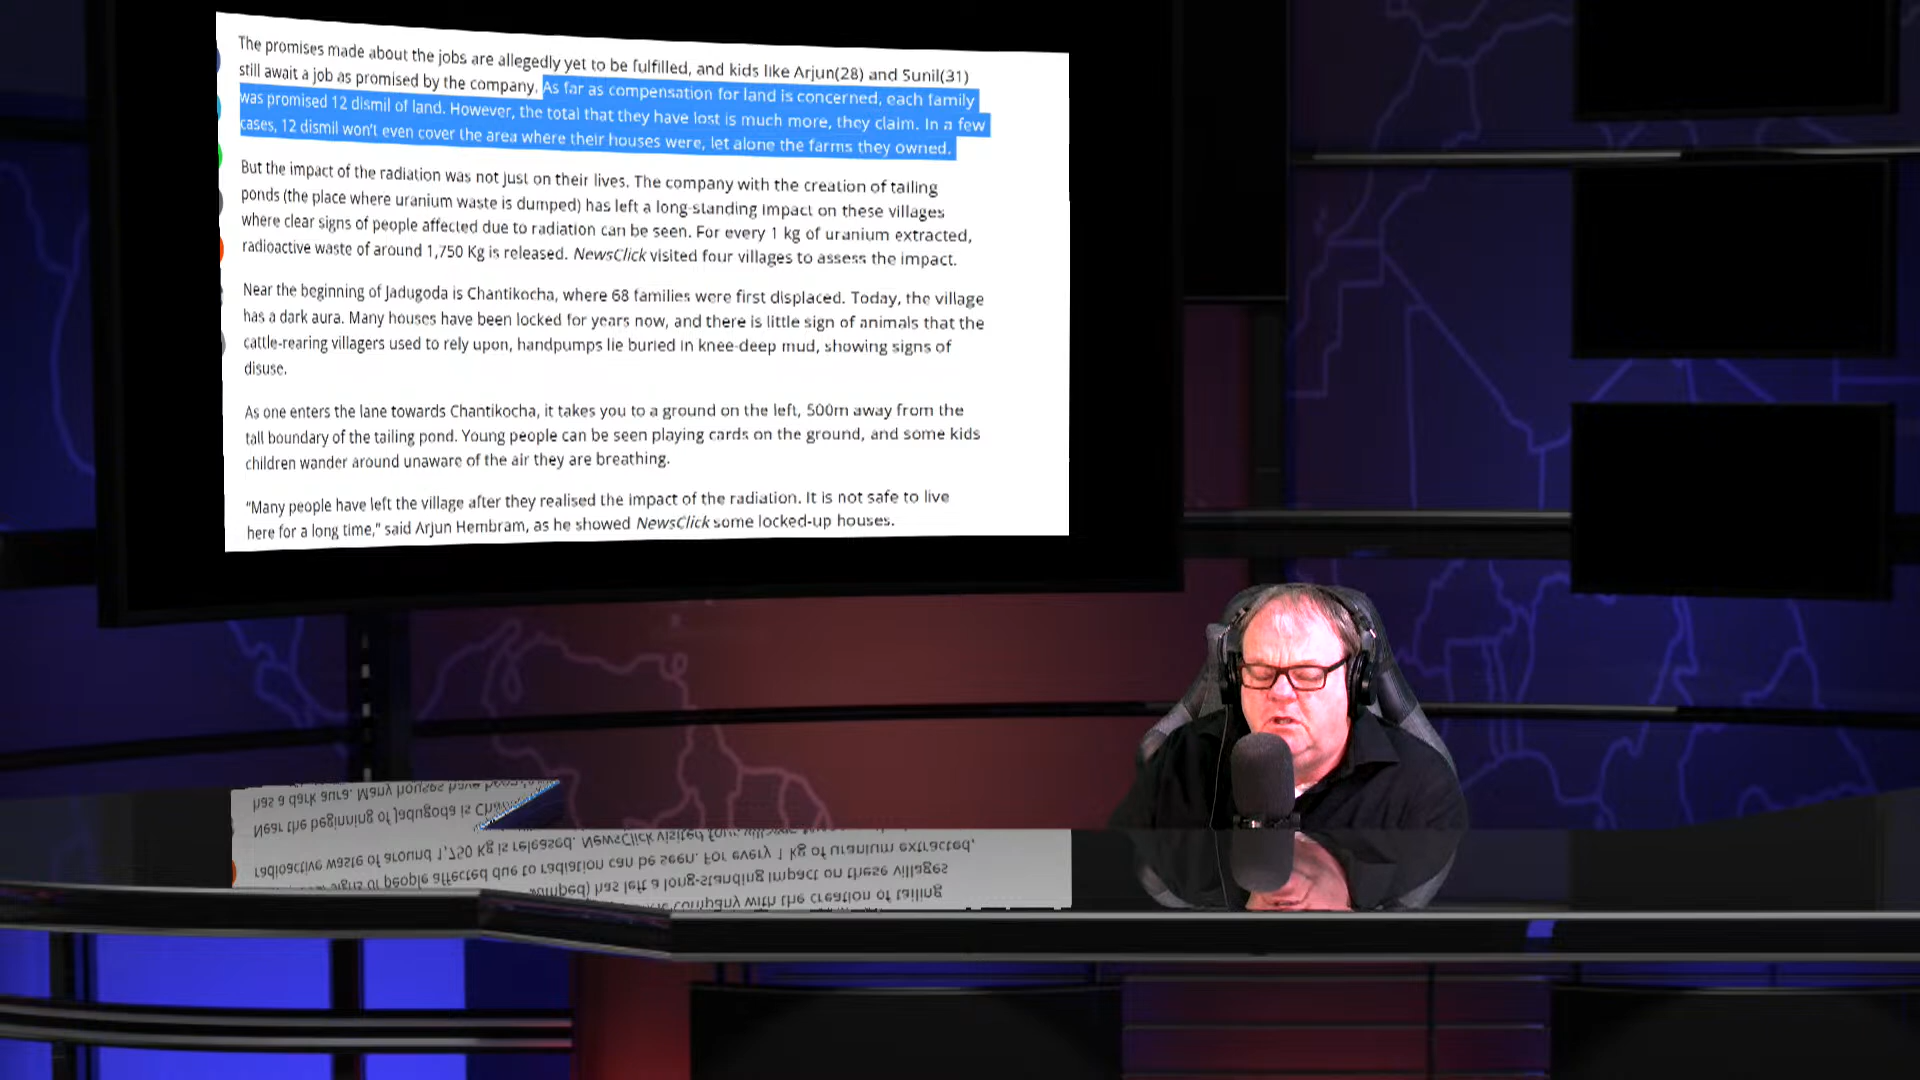 The promises made about the jobs are allegedly yet to be fulfilled, and kids like Arjun(28) and Sunil(31)
still await a job as promised by the company. As far as compensation for land is concerned, each family
was promised 12 dismil of land. However, the total that they have lost is much more, they claim. In a few
cases, 12 dismil won't even cover the area where their houses were, let alone the farms they owned.
But the impact of the radiation was not just on their lives. The company with the creation of tailing
ponds (the place where uranium waste is dumped) has left a long-standing impact on these villages
where clear signs of people affected due to radiation can be seen. For every 1 kg of uranium extracted,
radioactive waste of around 1,750 Kg is released. NewsClick visited four villages to assess the impact.
Near the beginning of Jadugoda is Chantikocha, where 68 families were first displaced. Today, the village
has a dark aura. Many houses have been locked for years now, and there is little sign of animals that the
cattle-rearing villagers used to rely upon, handpumps lie buried in knee-deep mud, showing signs of
disuse.
As one enters the lane towards Chantikocha, it takes you to a ground on the left, 500m away from the
tall boundary of the tailing pond. Young people can be seen playing cards on the ground, and some kids
children wander around unaware of the air they are breathing.
“Many people have left the village after they realised the impact of the radiation. It is not safe to live
here for a long time,” said Arjun Hembram, as he showed NewsClick some locked-up houses.